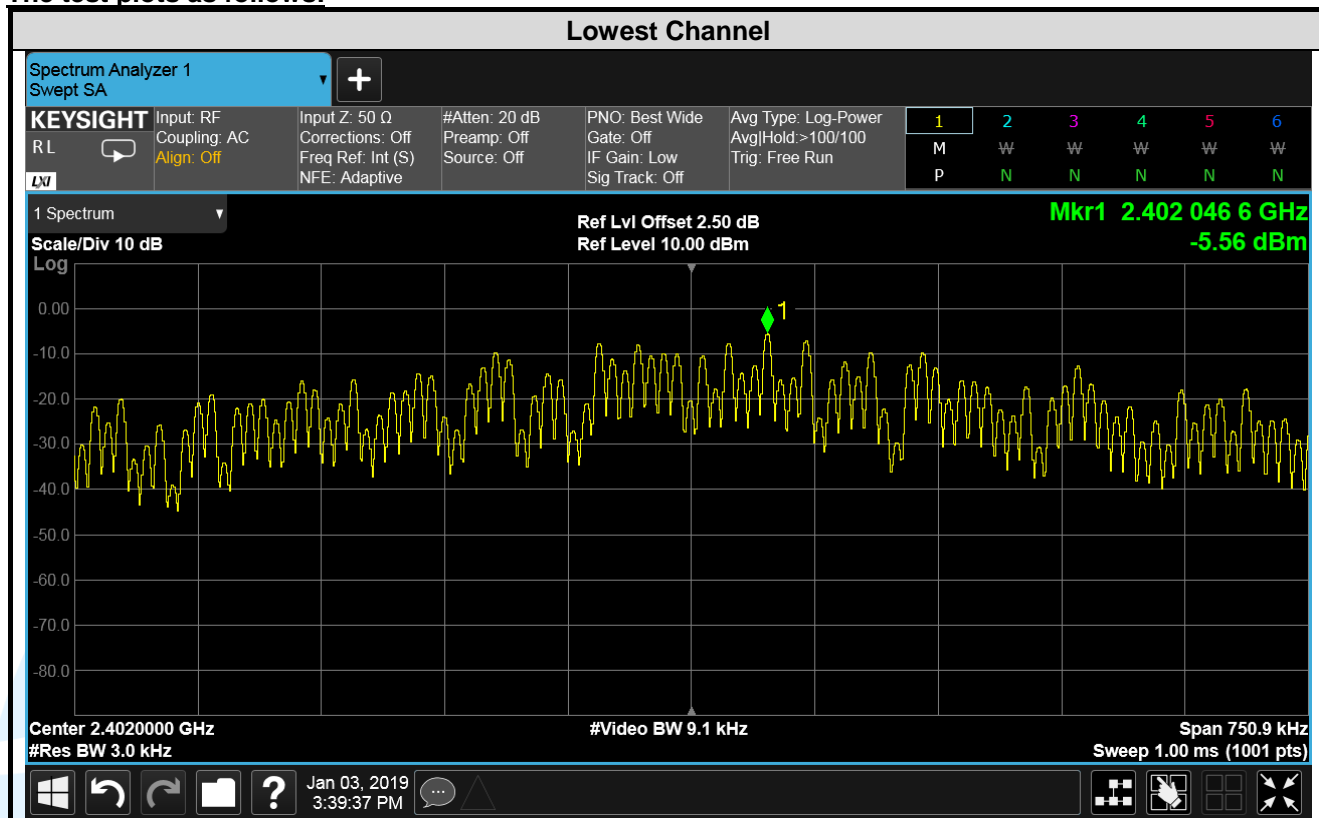 The test plots as follows:
Lowest Channel
Spectrum Analyzer 1
Swept SA
KEYSIGHT
R L
LXI
Input: RF
Coupling: AC
Align: Off
Input Z: 50 Ω
Corrections: Off
Freq Ref: Int (S)
NFE: Adaptive
#Atten: 20 dB
Preamp: Off
Source: Off
PNO: Best Wide
Gate: Off
IF Gain: Low
Sig Track: Off
Avg Type: Log-Power
Avg|Hold:>100/100
Trig: Free Run
1 2 3 4 5 6
M W W W W W
P N N N N N
1 Spectrum
Scale/Div 10 dB
Ref Lvl Offset 2.50 dB
Ref Level 10.00 dBm
Mkr1 2.402 046 6 GHz
-5.56 dBm
Log
1
0.00
-10.0
-20.0
-30.0
-40.0
-50.0
-60.0
-70.0
-80.0
Center 2.4020000 GHz
#Video BW 9.1 kHz
Span 750.9 kHz
#Res BW 3.0 kHz
Sweep 1.00 ms (1001 pts)
?
Jan 03, 2019
3:39:37 PM